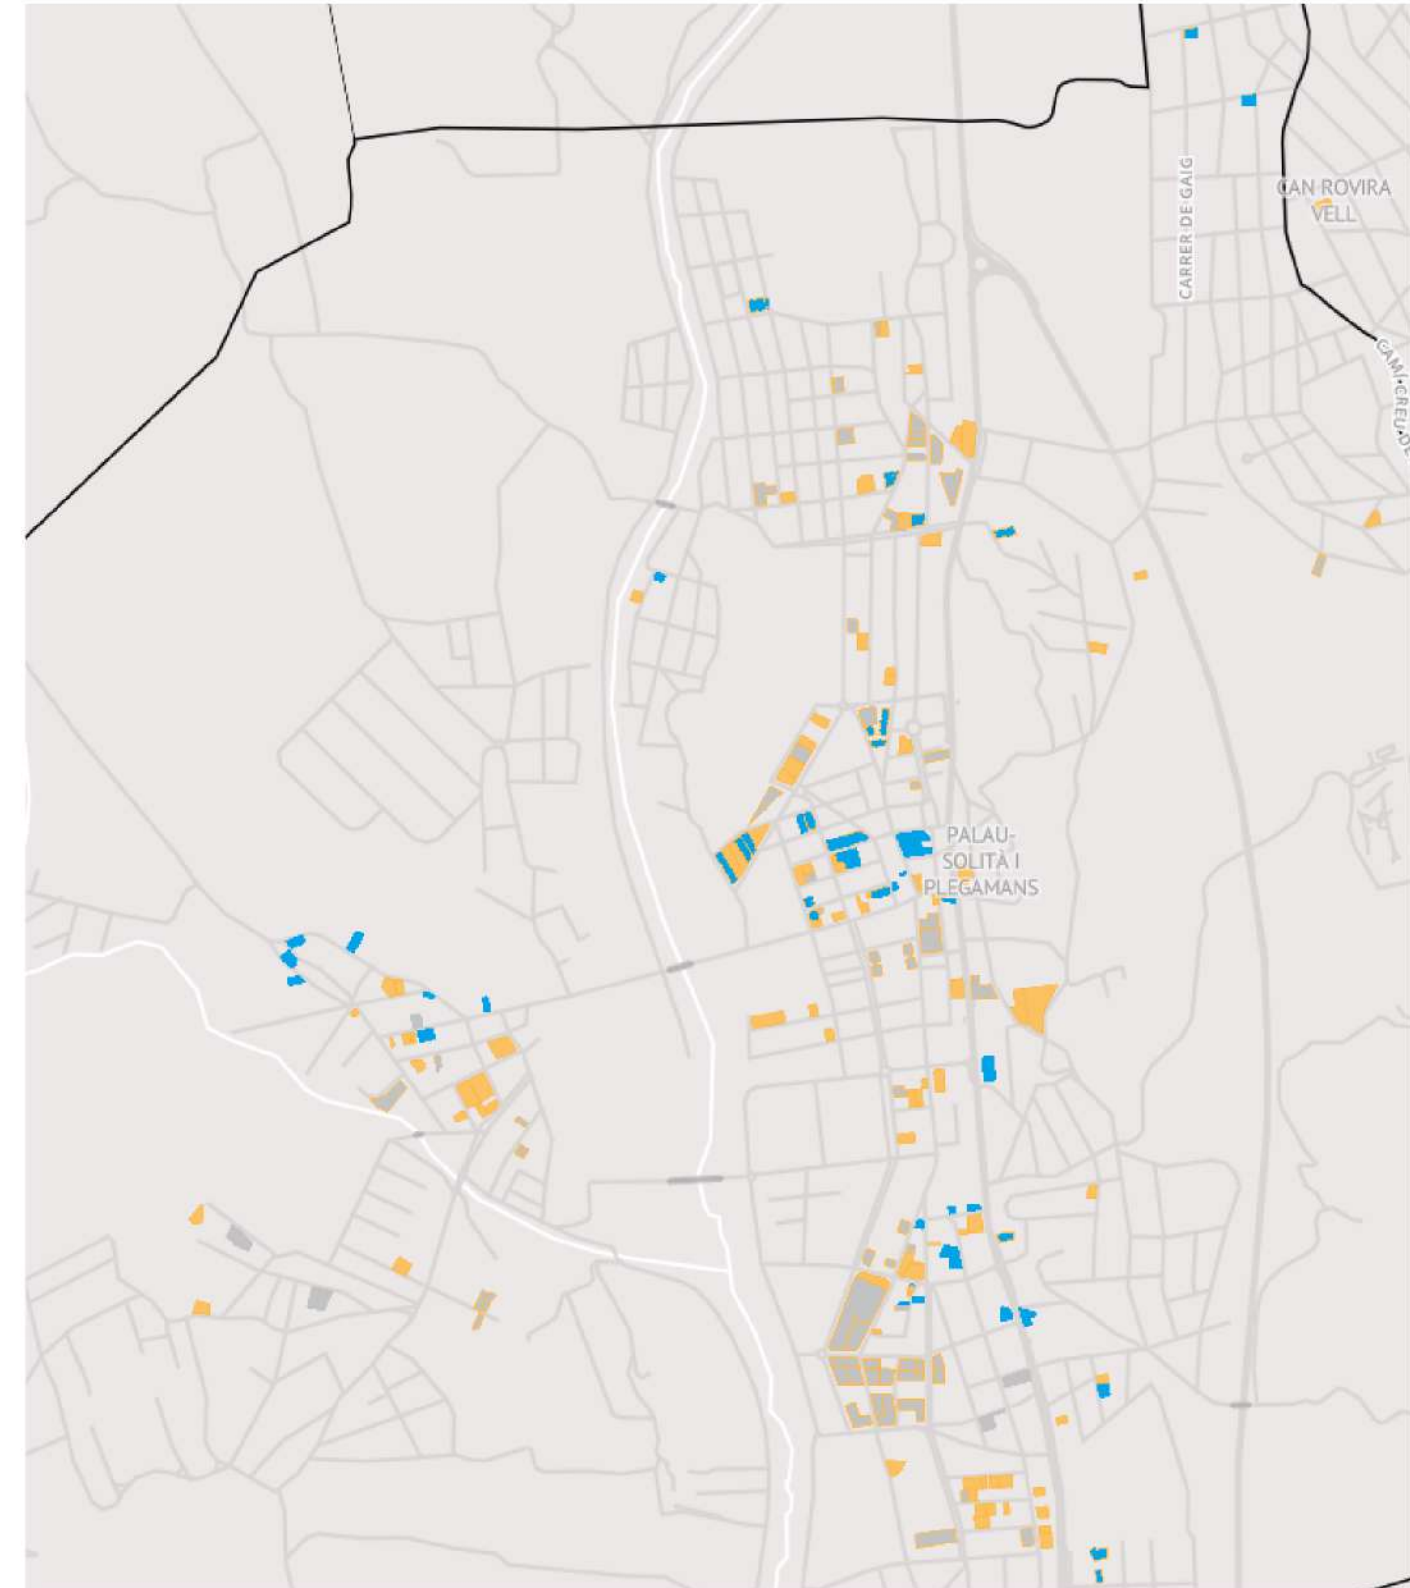 CARRER DE GAIG
CAN ROVIRA
VELL
CAMÍ CREU DE
PALAU-
SOLITÀ I
PLEGAMANS